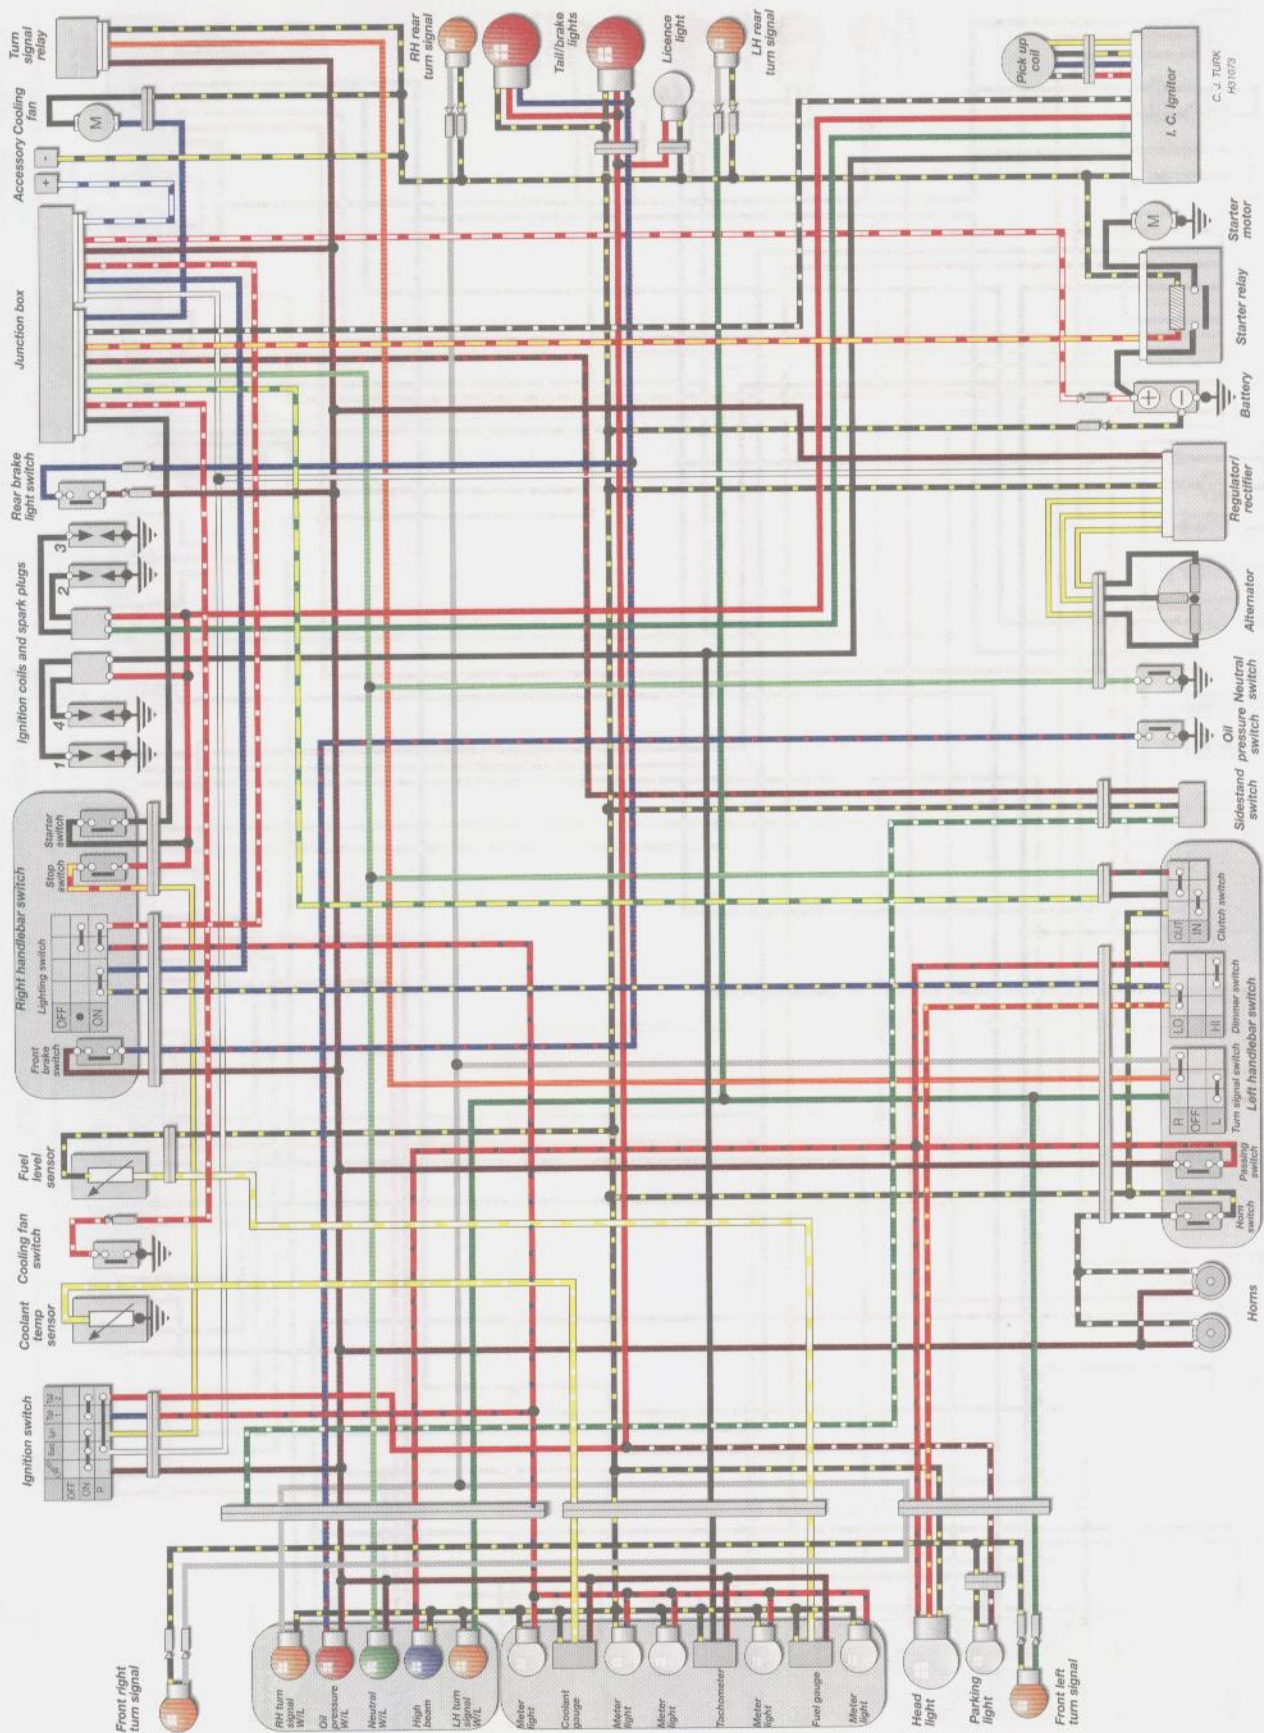 Turn
signal
relay
Accessory
Cooling
fan
Junction box
Rear brake
light switch
Ignition coils and spark plugs
Right handlebar switch
Fuel
level
sensor
Cooling fan
switch
Coolant
temp
sensor
Ignition switch
M
-
+
3
2
4
1
Starter
switch
Stop
switch
Lighting switch
OFF
ON
Front
brake
switch
OFF
ON
P
RH rear
turn signal
Tail/brake
lights
Licence
light
LH rear
turn signal
Pick up
coil
I. C. Ignitor
C. J. TURK
H31073
M
Starter
motor
Starter relay
+
−
Battery
Regulator/
rectifier
Alternator
Neutral
switch
Oil
pressure
switch
Sidestand
switch
OUT
IN
Clutch switch
LO
HI
Dimmer switch
R
OFF
L
Turn signal switch
Left handlebar switch
Passing
switch
Horn
switch
Horns
Front right
turn signal
RH turn
signal
W/L
Oil
pressure
W/L
Neutral
W/L
High
beam
LH turn
signal
W/L
Meter
light
Coolant
gauge
Meter
light
Meter
light
Tachometer
Meter
light
Fuel gauge
Meter
light
Head
light
Parking
light
Front left
turn signal